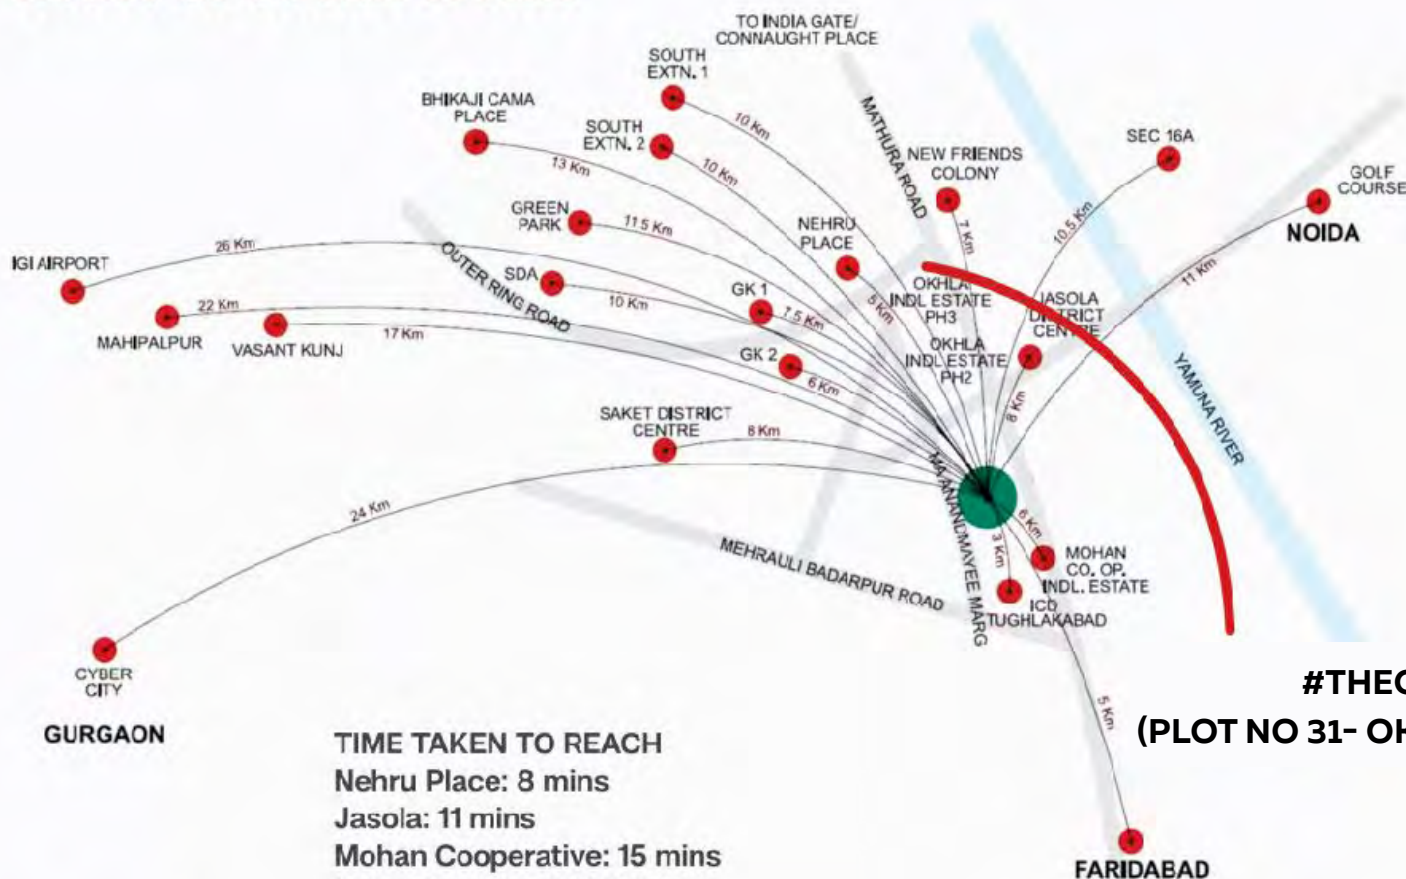 TO INDIA GATE/
CONNAUGHT PLACE
SOUTH
EXTN. 1
BHIKAJI CAMA
PLACE
SOUTH
EXTN. 2
10 Km
MATHURA ROAD
NEW FRIENDS
COLONY
SEC 16A
GOLF
COURSE
NOIDA
13 Km
10 Km
GREEN
PARK
11.5 Km
NEHRU
PLACE
7 Km
10.5 Km
11 Km
IGI AIRPORT
26 Km
OUTER RING ROAD
SDA
10 Km
GK 1
7.5 Km
5 Km
OKHLA
INDL ESTATE
PH3
JASOLA
DISTRICT
CENTRE
MAHIPALPUR
22 Km
VASANT KUNJ
17 Km
GK 2
6 Km
OKHLA
INDL ESTATE
PH2
8 Km
YAMUNA RIVER
SAKET DISTRICT
CENTRE
8 Km
24 Km
MA ANANDMAYEE MARG
MEHRAULI BADARPUR ROAD
6 Km
3 Km
MOHAN
CO. OP.
INDL. ESTATE
ICD
TUGHLAKABAD
CYBER
CITY
GURGAON
5 Km
FARIDABAD
#THEO
(PLOT NO 31- OH
TIME TAKEN TO REACH
Nehru Place: 8 mins
Jasola: 11 mins
Mohan Cooperative: 15 mins